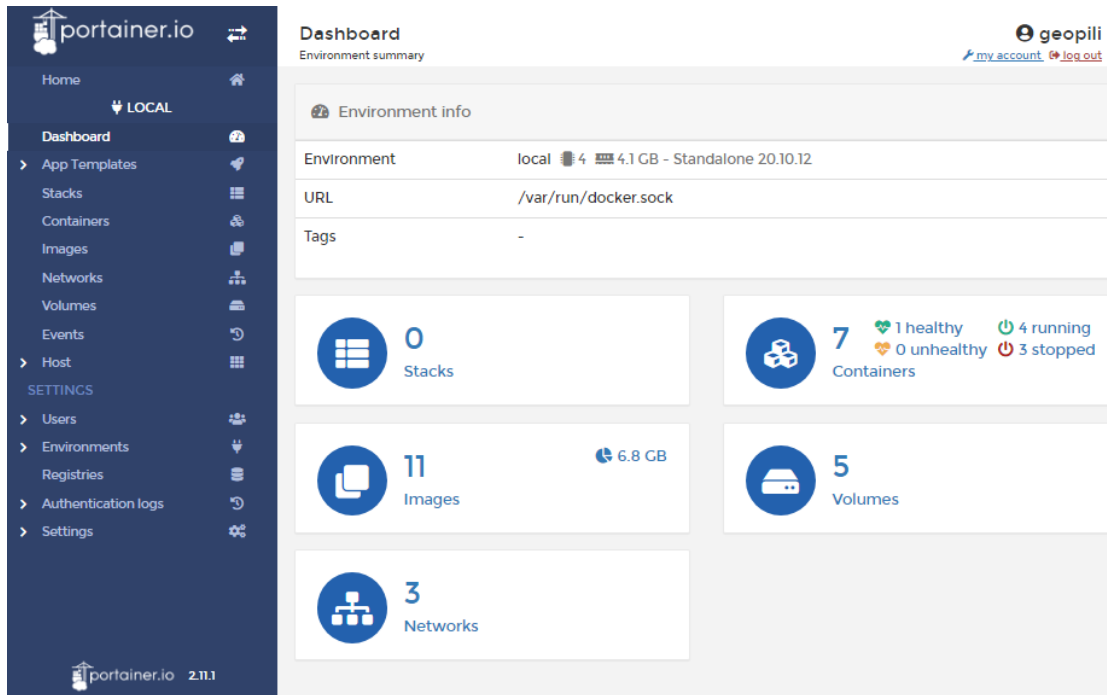 portainer.io
Home
LOCAL
Dashboard
App Templates
Stacks
Containers
Images
Networks
Volumes
Events
Host
SETTINGS
Users
Environments
Registries
Authentication logs
Settings
portainer.io 2.11.1
Dashboard
Environment summary
geopili
my account log out
Environment info
Environment local 4 4.1 GB - Standalone 20.10.12
URL /var/run/docker.sock
Tags -
0
Stacks
7 1 healthy 4 running
0 unhealthy 3 stopped
Containers
11 6.8 GB
Images
5
Volumes
3
Networks